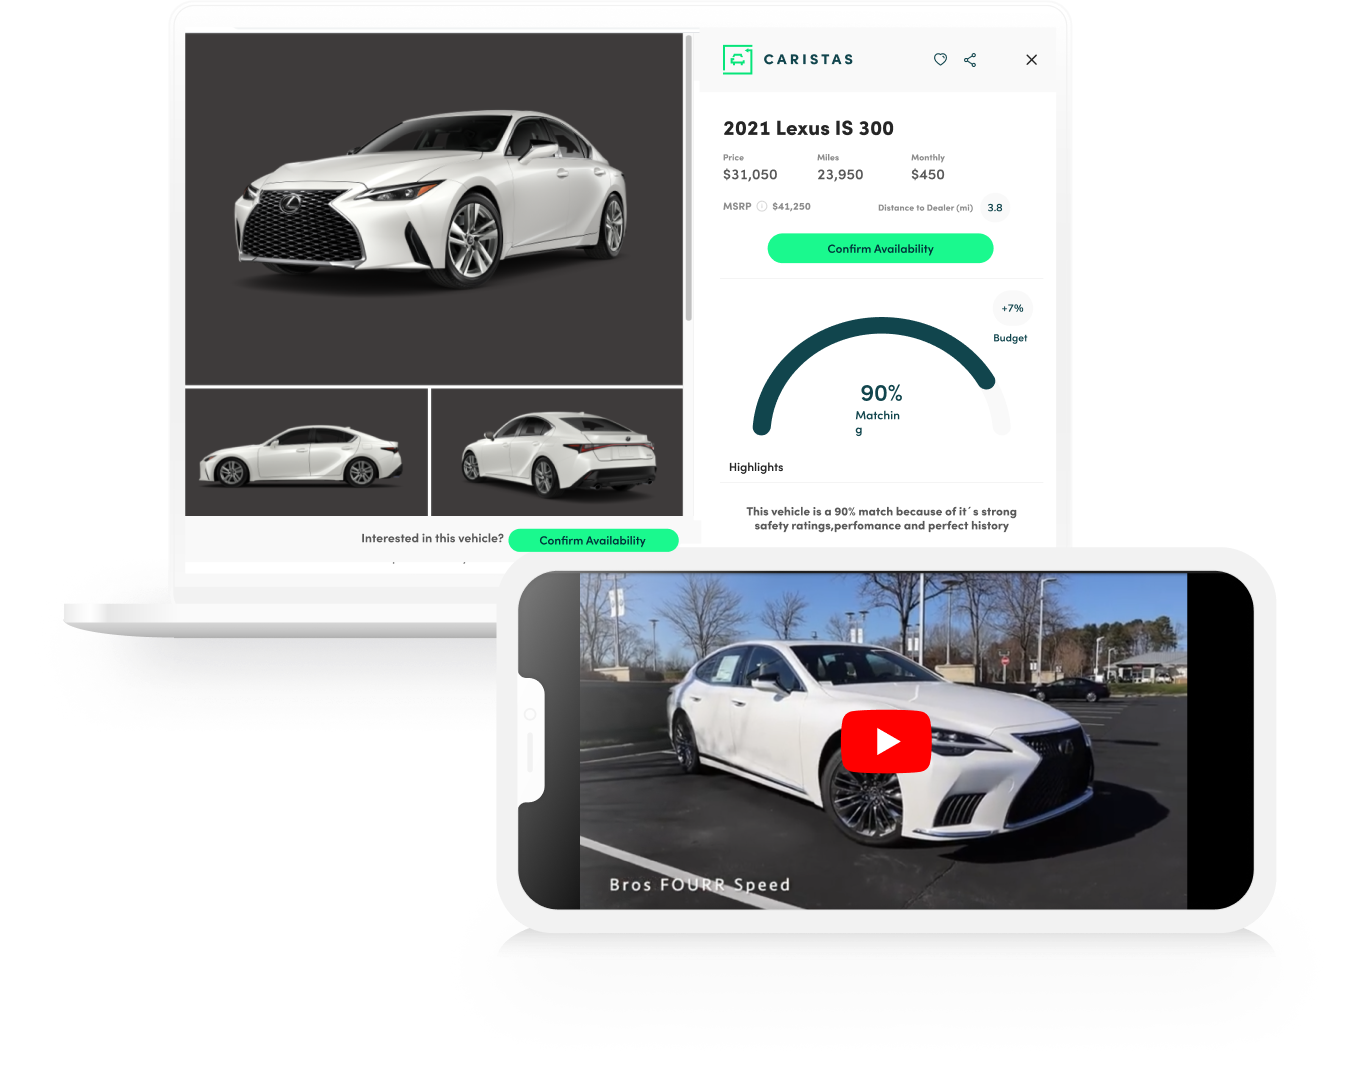 CARISTAS
2021 Lexus IS 300
Price Miles Monthly
$31,050 23,950 $450
MSRP $41,250 Distance to Dealer (mi) 3.8
Confirm Availability
+7%
Budget
90%
Matchin
g
Highlights
This vehicle is a 90% match because of it´s strong
safety ratings,perfomance and perfect history
Interested in this vehicle? Confirm Availability
Bros FOURR Speed